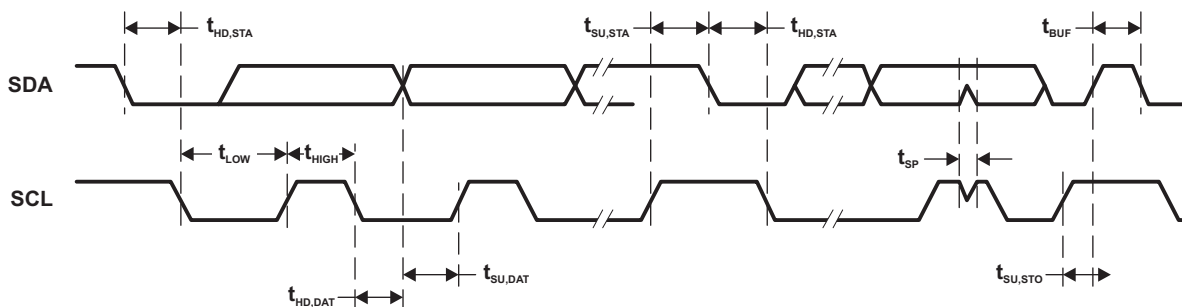 tHD,STA tSU,STA tHD,STA tBUF
SDA
tLOW tHIGH tSP
SCL
tSU,DAT tSU,STO
tHD,DAT